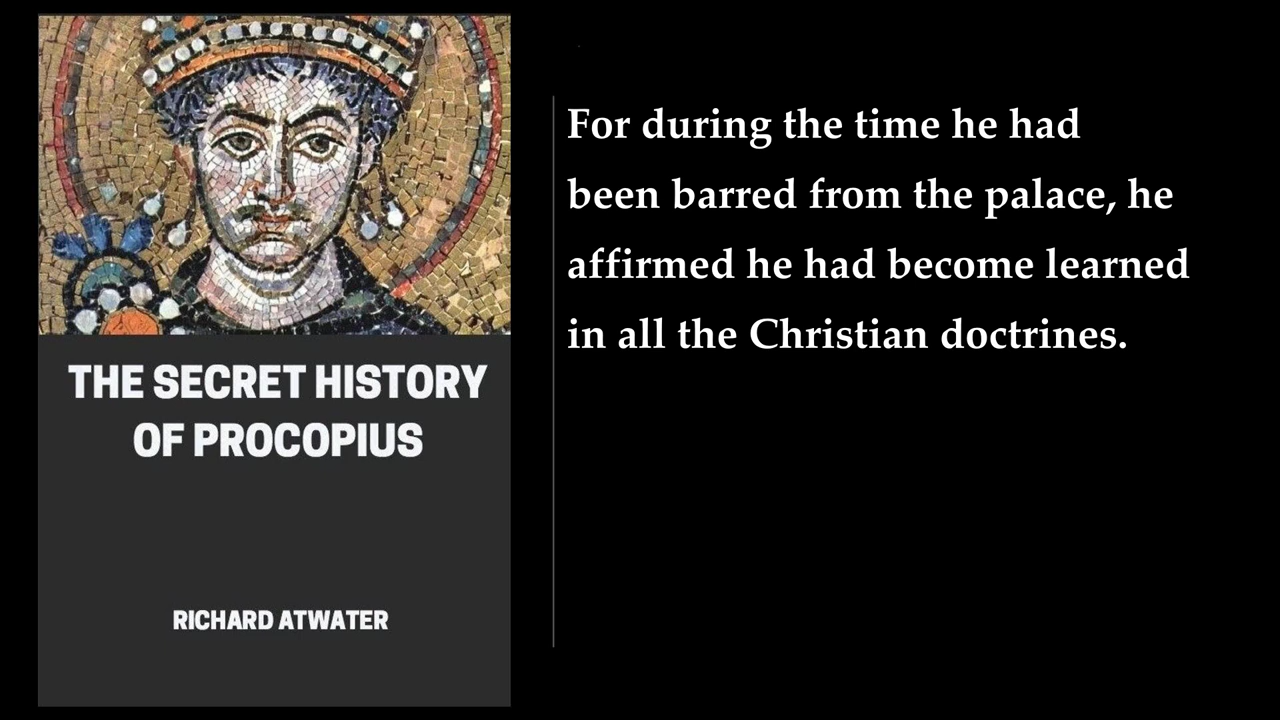 THE SECRET HISTORY
OF PROCOPIUS
RICHARD ATWATER
For during the time he had
been barred from the palace, he
affirmed he had become learned
in all the Christian doctrines.